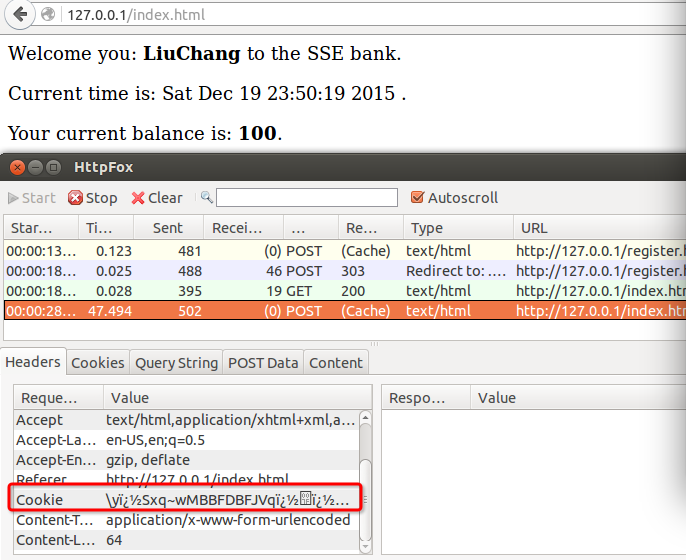 127.0.0.1/index.html
Welcome you: LiuChang to the SSE bank.
Current time is: Sat Dec 19 23:50:19 2015 .
Your current balance is: 100.
HttpFox
Start Stop Clear Autoscroll
Star... Ti... Sent Recei... ... Re... Type URL
00:00:13... 0.123 481 (0) POST (Cache) text/html http://127.0.0.1/register.h
00:00:18... 0.025 488 46 POST 303 Redirect to: .... http://127.0.0.1/register.h
00:00:18... 0.028 395 19 GET 200 text/html http://127.0.0.1/index.htm
00:00:28... 47.494 502 (0) POST (Cache) text/html http://127.0.0.1/index.htm
Headers Cookies Query String POST Data Content
Reque... Value Respo... Value
Accept text/html,application/xhtml+xml,a...
Accept-La... en-US,en;q=0.5
Accept-En... gzip, deflate
Referer http://127.0.0.1/index.html
Cookie \yï¿½Sxq~wMBBFDBFJVqï¿½ï¿½...
Content-T... application/x-www-form-urlencoded
Content-L... 64